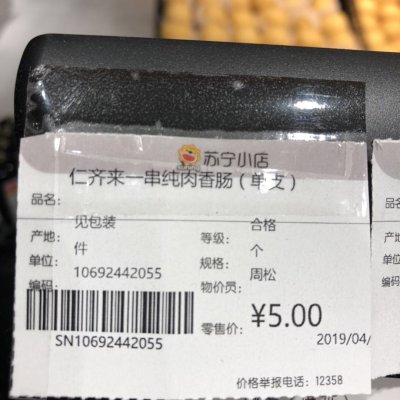 苏宁小店
仁齐来一串纯肉香肠（单支）
品名：
见包装
合格
产地：
等级：
件
个
单位：
规格：
10692442055
周松
编码：
物价员：
¥5.00
零售价：
2019/04/
SN10692442055
价格举报电话：12358